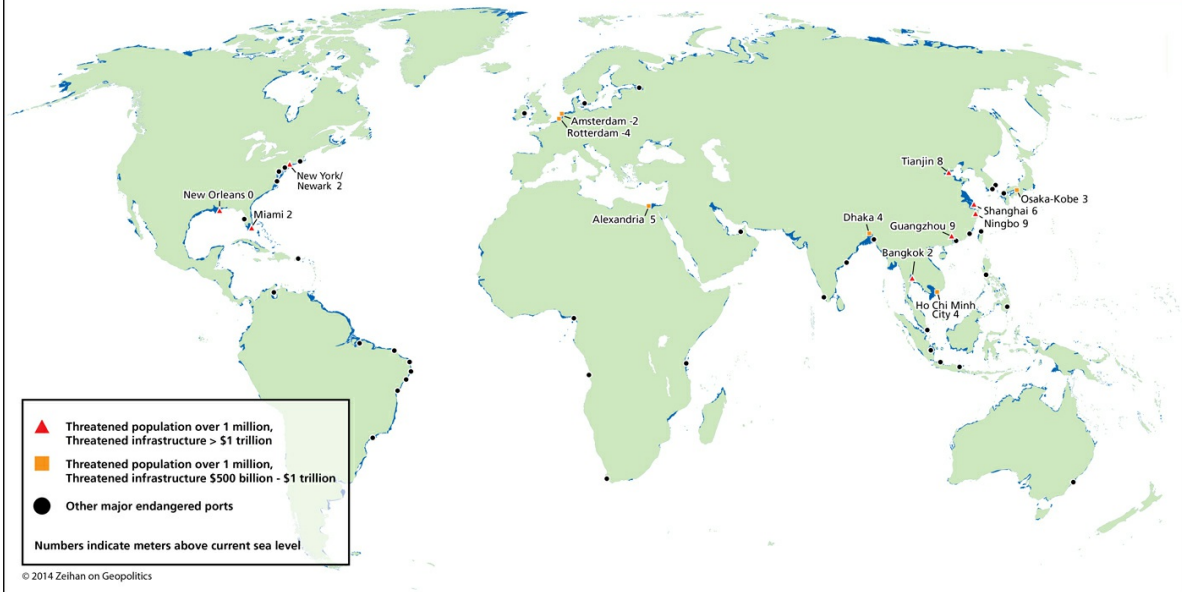 Amsterdam -2
Rotterdam -4
Tianjin 8
New York/
Newark 2
New Orleans 0
Miami 2
Alexandria 5
Osaka-Kobe 3
Shanghai 6
Ningbo 9
Dhaka 4
Guangzhou 9
Bangkok 2
Ho Chi Minh
City 4
Threatened population over 1 million,
Threatened infrastructure > $1 trillion
Threatened population over 1 million,
Threatened infrastructure $500 billion - $1 trillion
Other major endangered ports
Numbers indicate meters above current sea level
© 2014 Zeihan on Geopolitics